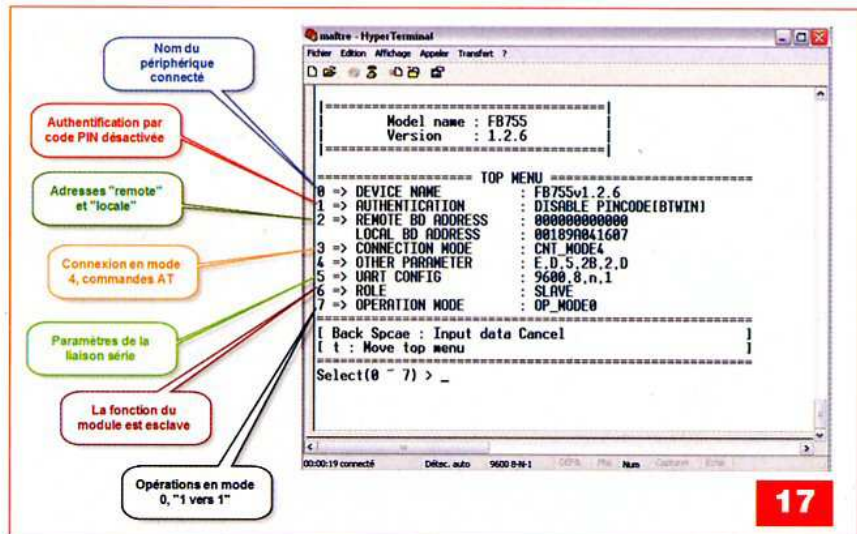 Nom du
périphérique
connecté
Authentification par
code PIN désactivée
Adresses "remote"
et "locale"
Connexion en mode
4, commandes AT
Paramètres de la
liaison série
La fonction du
module est esclave
Opérations en mode
0, "1 vers 1"
maître - HyperTerminal
Fichier Edition Affichage Appeler Transfert ?
Model name : FB755
Version : 1.2.6
TOP MENU
0 => DEVICE NAME : FB755v1.2.6
1 => AUTHENTICATION : DISABLE PINCODE[BTWIN]
2 => REMOTE BD ADDRESS : 000000000000
LOCAL BD ADDRESS : 00189A041607
3 => CONNECTION MODE : CNT_MODE4
4 => OTHER PARAMETER : E,D,5,2B,2,D
5 => UART CONFIG : 9600,8,n,1
6 => ROLE : SLAVE
7 => OPERATION MODE : OP_MODE0
[ Back Spcae : Input data Cancel ]
[ t : Move top menu ]
Select(0 ~ 7) > _
00:00:19 connecté Détec. auto 9600 8-N-1 Num
17